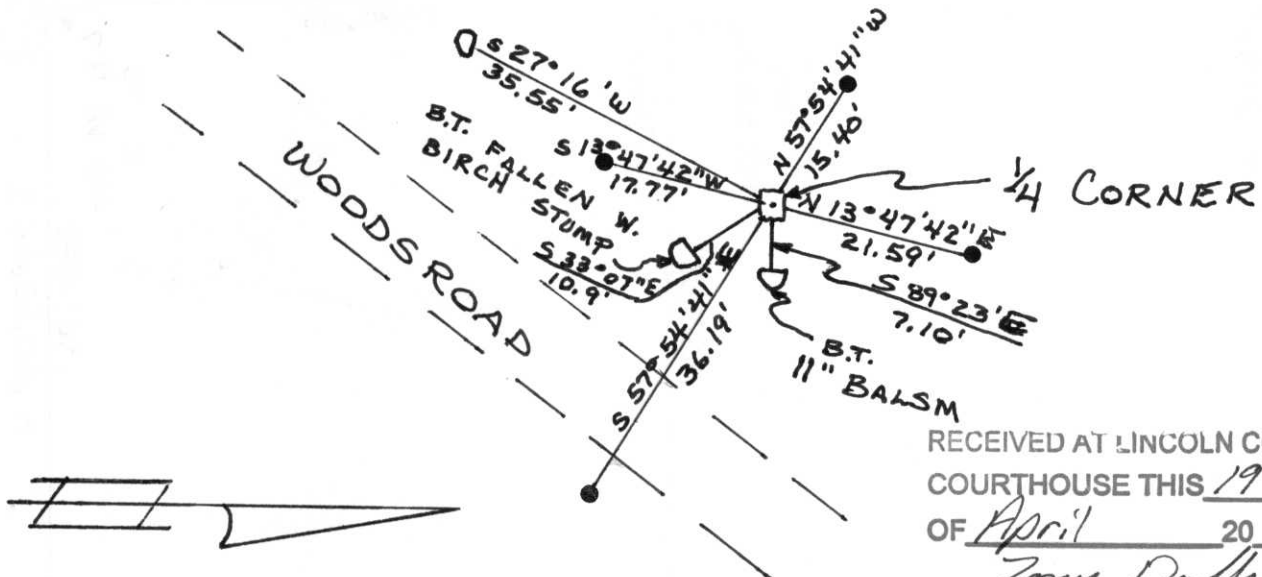 S 27°16'W
35.55'
N 57°54'41"W
15.40'
B.T. FALLEN W.
BIRCH STUMP
S 13°47'42"W
17.77'
1/4 CORNER
N 13°47'42"E
21.59'
WOODS ROAD
S 33°07"E
10.9'
S 89°23'E
7.10'
S 57°54'41"E
36.19'
B.T.
11" BALSM
RECEIVED AT LINCOLN C
COURTHOUSE THIS 19
OF April 20